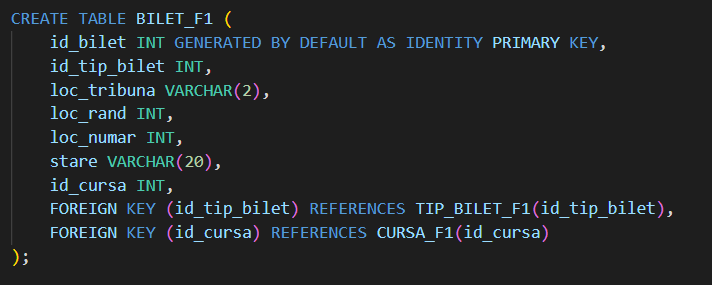 CREATE TABLE BILET_F1 (
id_bilet INT GENERATED BY DEFAULT AS IDENTITY PRIMARY KEY,
id_tip_bilet INT,
loc_tribuna VARCHAR(2),
loc_rand INT,
loc_numar INT,
stare VARCHAR(20),
id_cursa INT,
FOREIGN KEY (id_tip_bilet) REFERENCES TIP_BILET_F1(id_tip_bilet),
FOREIGN KEY (id_cursa) REFERENCES CURSA_F1(id_cursa)
);